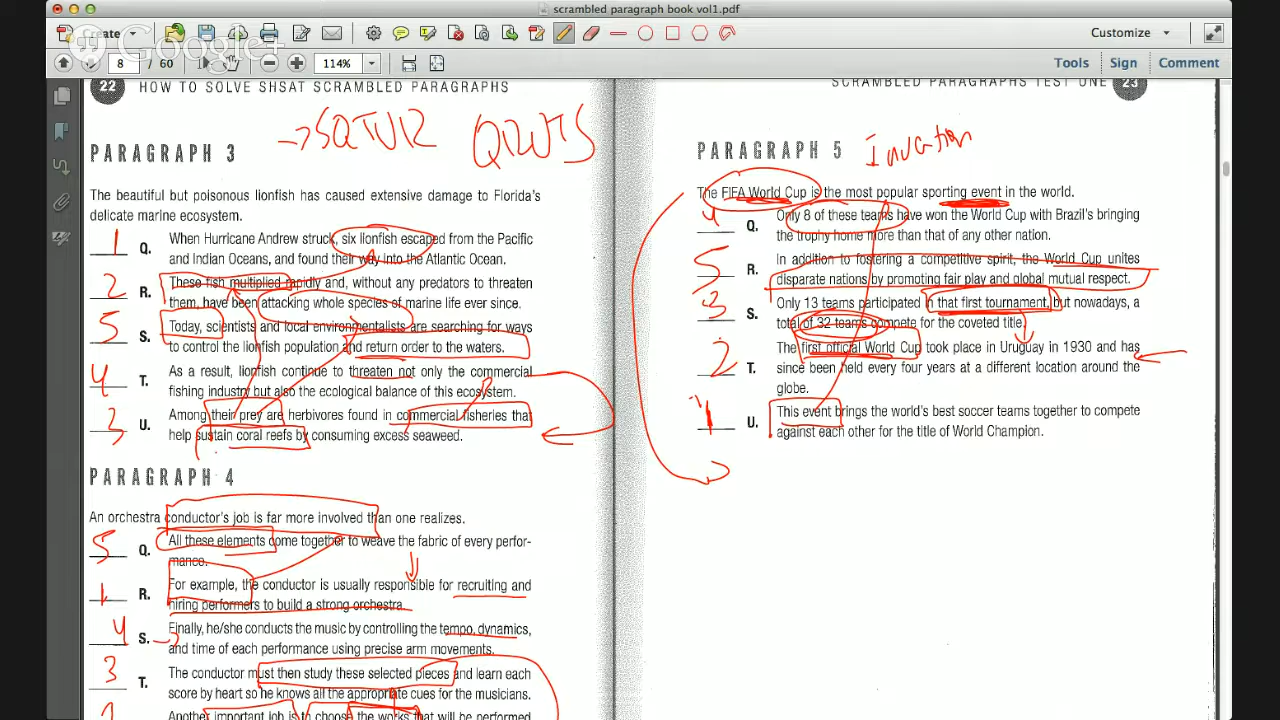 scrambled paragraph book vol1.pdf
Create
Google+
Customize
8 / 60
114%
Tools
Sign
Comment
22 HOW TO SOLVE SHSAT SCRAMBLED PARAGRAPHS
→SQTUR QRUTS
PARAGRAPH 3
The beautiful but poisonous lionfish has caused extensive damage to Florida's
delicate marine ecosystem.
1 Q. When Hurricane Andrew struck, six lionfish escaped from the Pacific
and Indian Oceans, and found their way into the Atlantic Ocean.
2 R. These fish multiplied rapidly and, without any predators to threaten
them, have been attacking whole species of marine life ever since.
5 S. Today, scientists and local environmentalists are searching for ways
to control the lionfish population and return order to the waters.
4 T. As a result, lionfish continue to threaten not only the commercial
fishing industry but also the ecological balance of this ecosystem.
3 U. Among their prey are herbivores found in commercial fisheries that
help sustain coral reefs by consuming excess seaweed.
PARAGRAPH 4
An orchestra conductor's job is far more involved than one realizes.
5 Q. All these elements come together to weave the fabric of every perfor-
mance.
1 R. For example, the conductor is usually responsible for recruiting and
hiring performers to build a strong orchestra.
4 S. Finally, he/she conducts the music by controlling the tempo, dynamics,
and time of each performance using precise arm movements.
3 T. The conductor must then study these selected pieces and learn each
score by heart so he knows all the appropriate cues for the musicians.
Another important job is to choose the works that will be performed
SCRAMBLED PARAGRAPHS TEST ONE 23
PARAGRAPH 5
The FIFA World Cup is the most popular sporting event in the world.
4 Q. Only 8 of these teams have won the World Cup with Brazil's bringing
the trophy home more than that of any other nation.
5 R. In addition to fostering a competitive spirit, the World Cup unites
disparate nations by promoting fair play and global mutual respect.
3 S. Only 13 teams participated in that first tournament, but nowadays, a
total of 32 teams compete for the coveted title.
2 T. The first official World Cup took place in Uruguay in 1930 and has
since been held every four years at a different location around the
globe.
1 U. This event brings the world's best soccer teams together to compete
against each other for the title of World Champion.